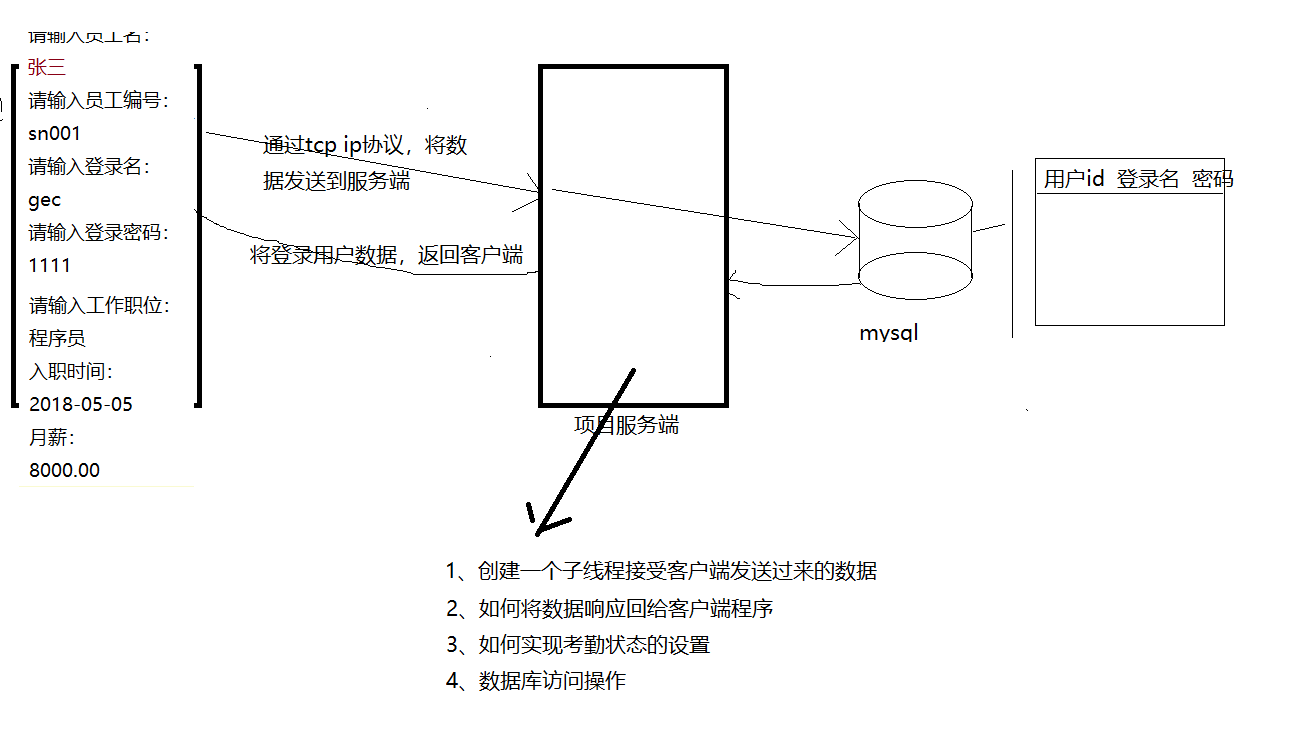 请输入员工名：
张三
请输入员工编号：
sn001
请输入登录名：
gec
请输入登录密码：
1111
请输入工作职位：
程序员
入职时间：
2018-05-05
月薪：
8000.00
通过tcp ip协议，将数
据发送到服务端
将登录用户数据，返回客户端
项目服务端
mysql
用户id 登录名 密码
1、创建一个子线程接受客户端发送过来的数据
2、如何将数据响应回给客户端程序
3、如何实现考勤状态的设置
4、数据库访问操作